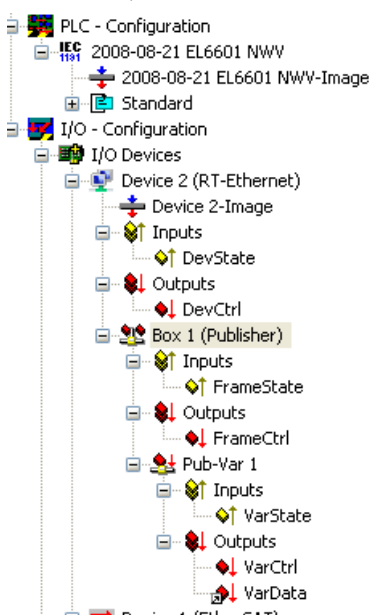 PLC - Configuration
IEC
1131
2008-08-21 EL6601 NWV
2008-08-21 EL6601 NWV-Image
Standard
I/O - Configuration
I/O Devices
Device 2 (RT-Ethernet)
Device 2-Image
Inputs
DevState
Outputs
DevCtrl
Box 1 (Publisher)
Inputs
FrameState
Outputs
FrameCtrl
Pub-Var 1
Inputs
VarState
Outputs
VarCtrl
VarData